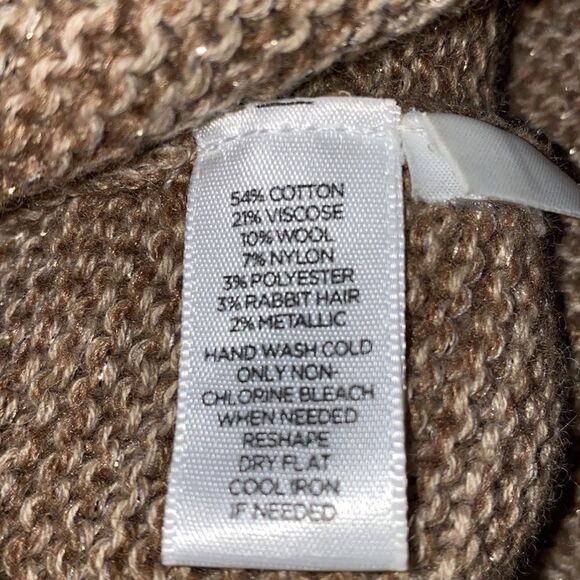 54% COTTON
21% VISCOSE
10% WOOL
7% NYLON
3% POLYESTER
3% RABBIT HAIR
2% METALLIC
HAND WASH COLD
ONLY NON-
CHLORINE BLEACH
WHEN NEEDED
RESHAPE
DRY FLAT
COOL IRON
IF NEEDED